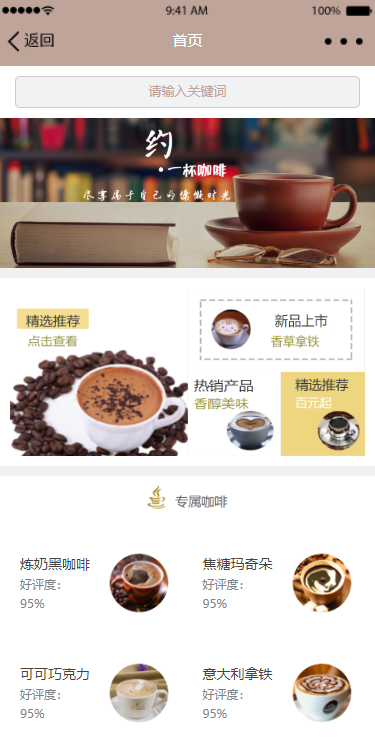 9:41 AM 100%
返回 首页
请输入关键词
约
一杯咖啡
尽享属于自己的慵懒时光
精选推荐
点击查看
新品上市
香草拿铁
热销产品
香醇美味
精选推荐
百元起
专属咖啡
炼奶黑咖啡
好评度:
95%
焦糖玛奇朵
好评度:
95%
可可巧克力
好评度:
95%
意大利拿铁
好评度:
95%